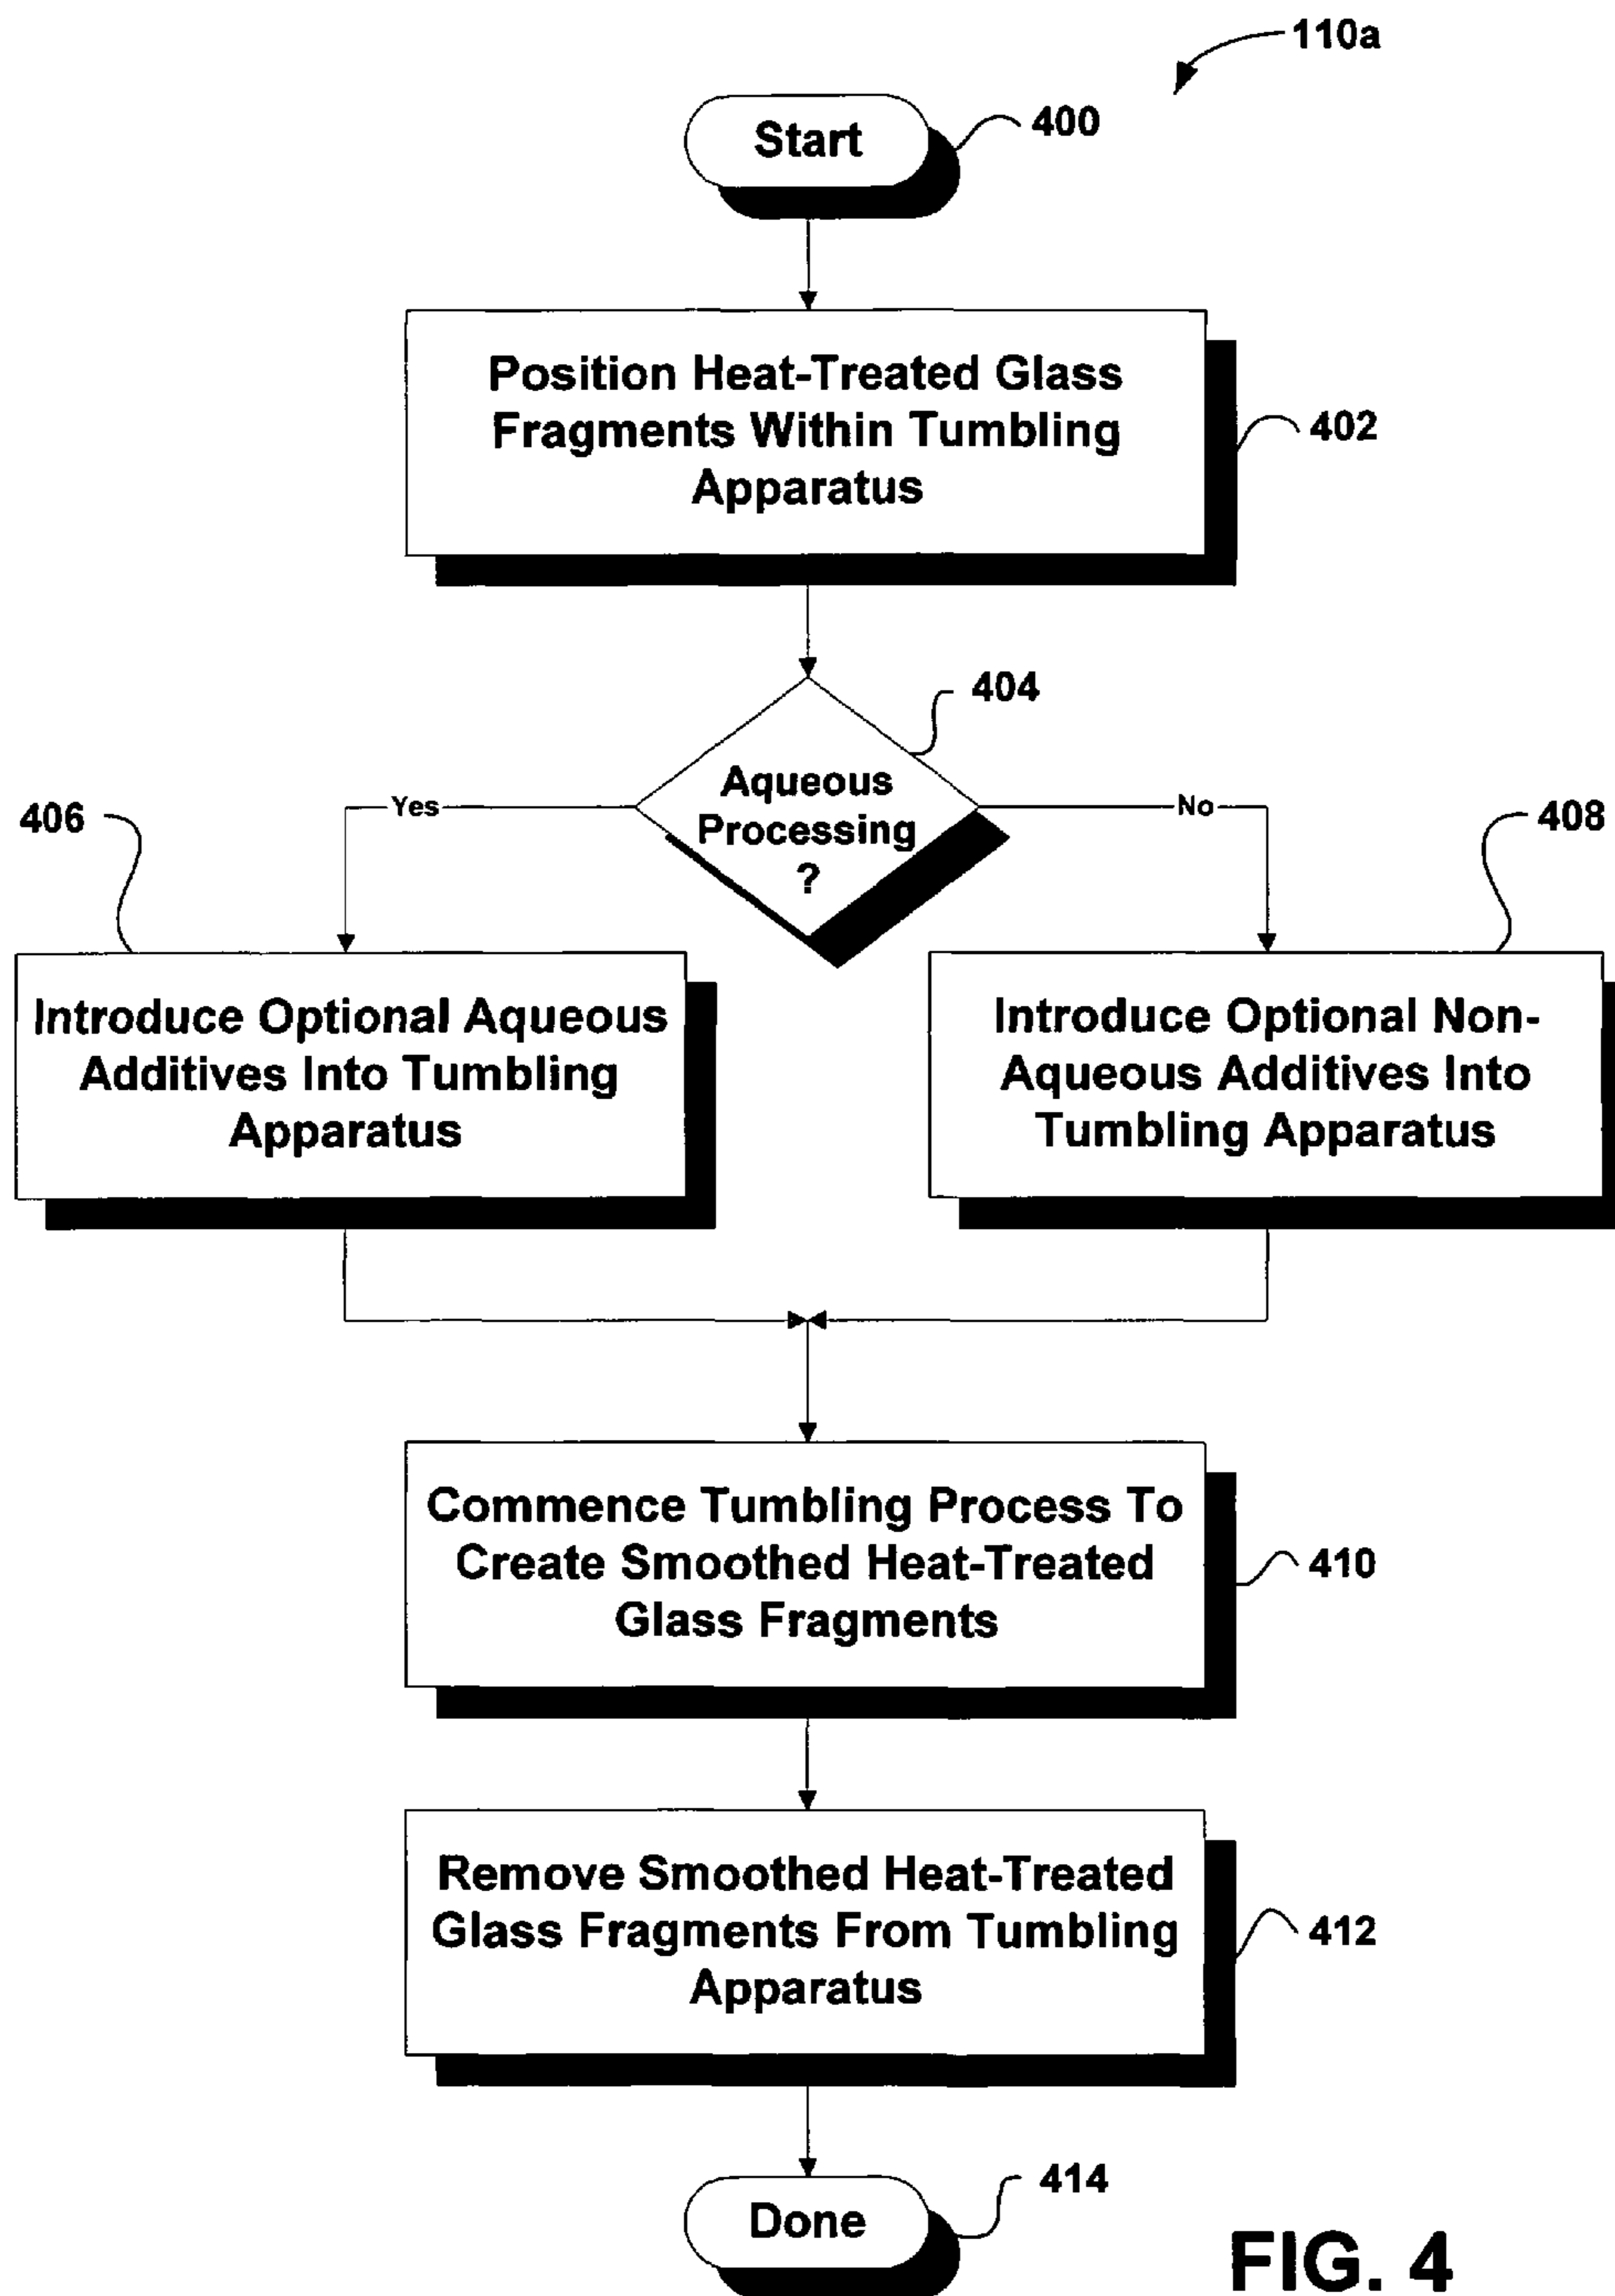 110a
Start
400
Position Heat-Treated Glass
Fragments Within Tumbling
Apparatus
402
404
Aqueous
Processing
?
Yes
No
406
408
Introduce Optional Aqueous
Additives Into Tumbling
Apparatus
Introduce Optional Non-
Aqueous Additives Into
Tumbling Apparatus
Commence Tumbling Process To
Create Smoothed Heat-Treated
Glass Fragments
410
Remove Smoothed Heat-Treated
Glass Fragments From Tumbling
Apparatus
412
Done
414
FIG. 4